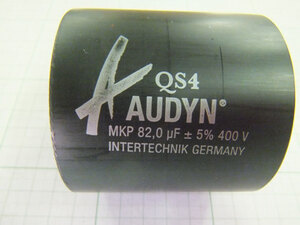 QS4
AUDYN®
MKP 82,0 µF ± 5% 400 V
INTERTECHNIK GERMANY